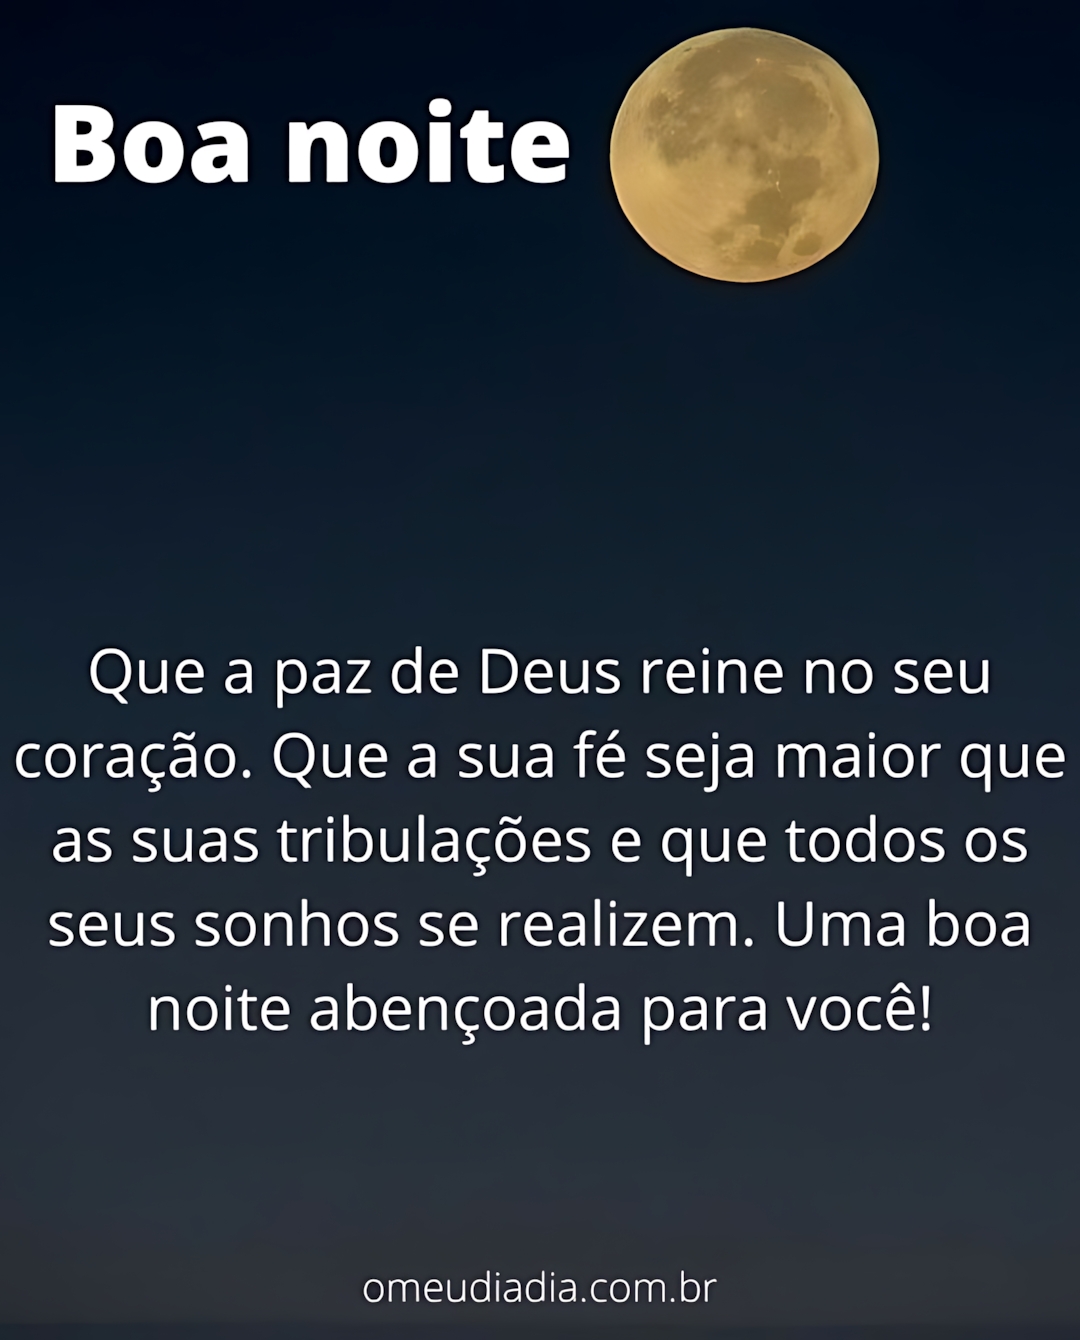 Boa noite
Que a paz de Deus reine no seu
coração. Que a sua fé seja maior que
as suas tribulações e que todos os
seus sonhos se realizem. Uma boa
noite abençoada para você!
omeudiadia.com.br